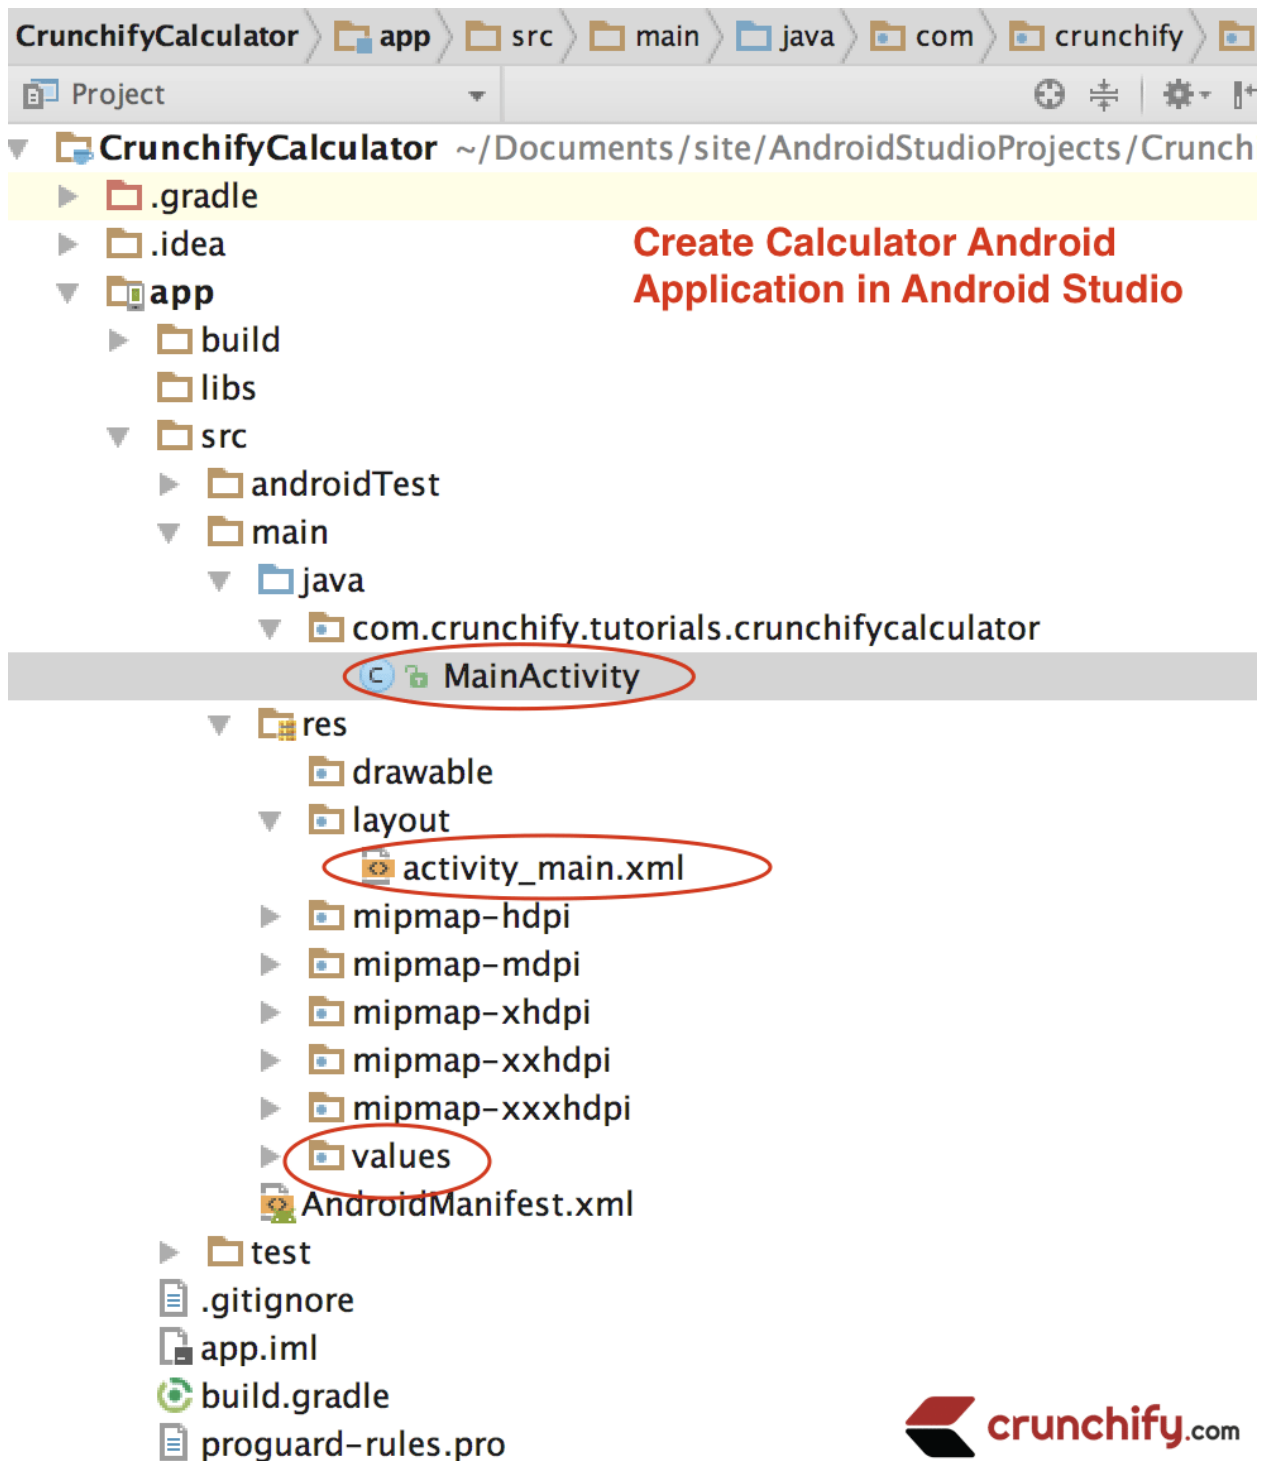 CrunchifyCalculator app src main java com crunchify
Project
CrunchifyCalculator ~/Documents/site/AndroidStudioProjects/Crunch
.gradle
.idea
Create Calculator Android
Application in Android Studio
app
build
libs
src
androidTest
main
java
com.crunchify.tutorials.crunchifycalculator
MainActivity
res
drawable
layout
activity_main.xml
mipmap-hdpi
mipmap-mdpi
mipmap-xhdpi
mipmap-xxhdpi
mipmap-xxxhdpi
values
AndroidManifest.xml
test
.gitignore
app.iml
build.gradle
proguard-rules.pro
crunchify.com